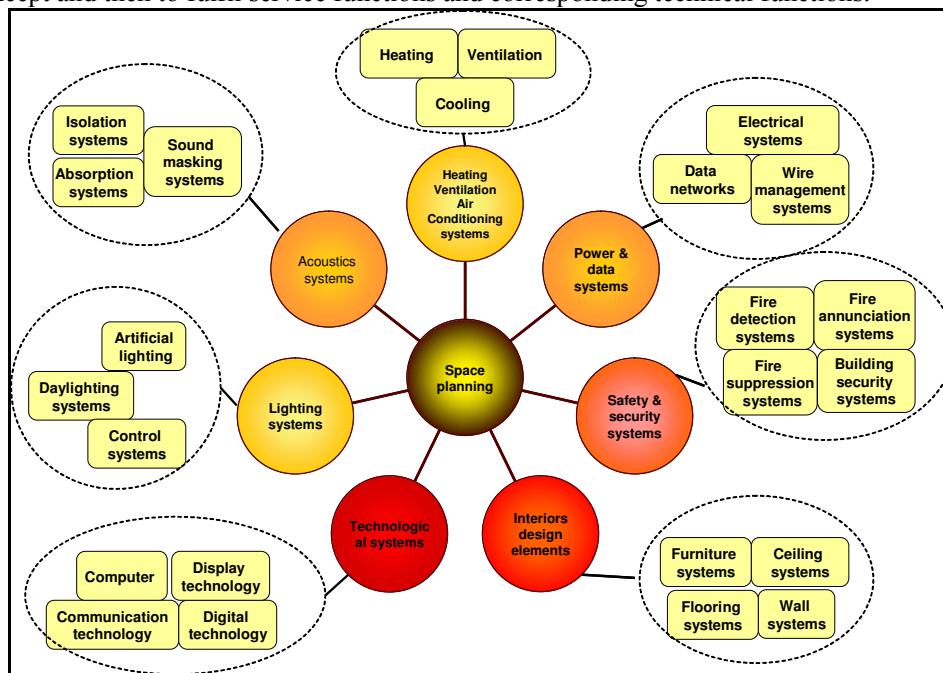 cept and then to fulfil service functions and corresponding technical functions.
Heating
Ventilation
Cooling
Isolation
systems
Sound
masking
systems
Absorption
systems
Electrical
systems
Data
networks
Wire
management
systems
Heating
Ventilation
Air
Conditioning
systems
Acoustics
systems
Power &
data
systems
Fire
detection
systems
Fire
annunciation
systems
Fire
suppression
systems
Building
security
systems
Artificial
lighting
Daylighting
systems
Control
systems
Space
planning
Lighting
systems
Safety &
security
systems
Technologic
al systems
Interiors
design
elements
Computer
Display
technology
Communication
technology
Digital
technology
Furniture
systems
Ceiling
systems
Flooring
systems
Wall
systems